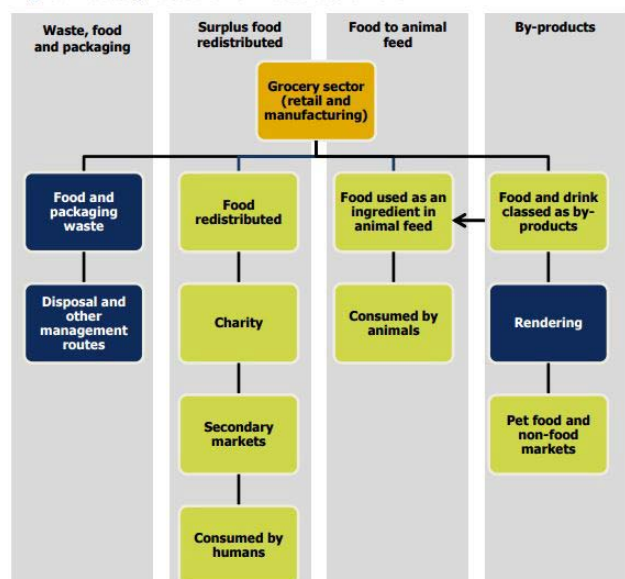 Waste, food
and packaging
Surplus food
redistributed
Food to animal
feed
By-products
Grocery sector
(retail and
manufacturing)
Food and
packaging
waste
Food
redistributed
Food used as an
ingredient in
animal feed
Food and drink
classed as by-
products
Disposal and
other
management
routes
Charity
Consumed by
animals
Rendering
Secondary
markets
Pet food and
non-food
markets
Consumed by
humans